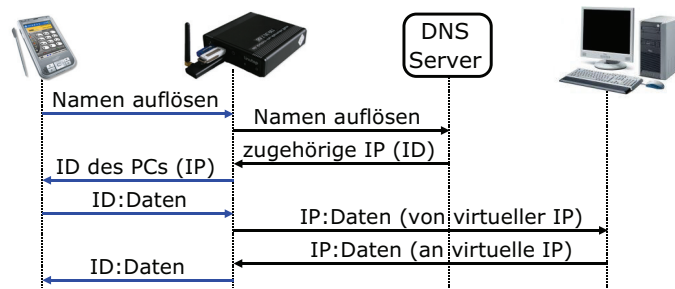 DNS
Server
Namen auflösen
Namen auflösen
zugehörige IP (ID)
ID des PCs (IP)
ID:Daten
IP:Daten (von virtueller IP)
IP:Daten (an virtuelle IP)
ID:Daten